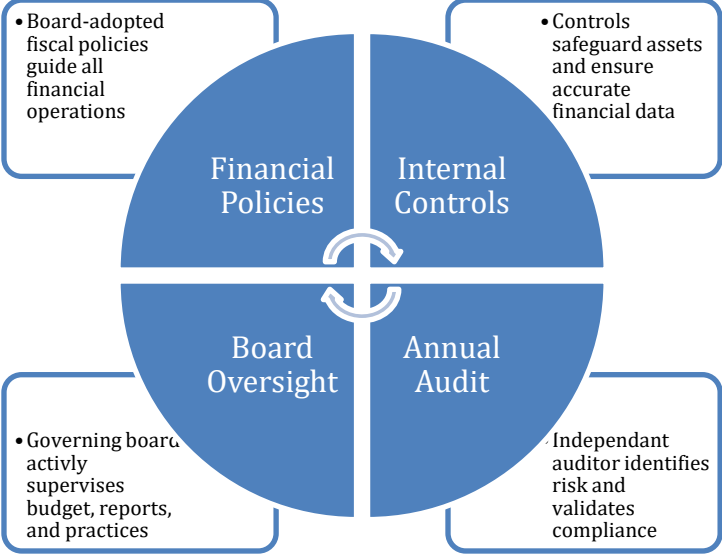 •Board-adopted
fiscal policies
guide all
financial
operations
•Controls
safeguard assets
and ensure
accurate
financial data
Financial
Policies
Internal
Controls
Board
Oversight
Annual
Audit
•Governing board
activly
supervises
budget, reports,
and practices
Independant
auditor identifies
risk and
validates
compliance